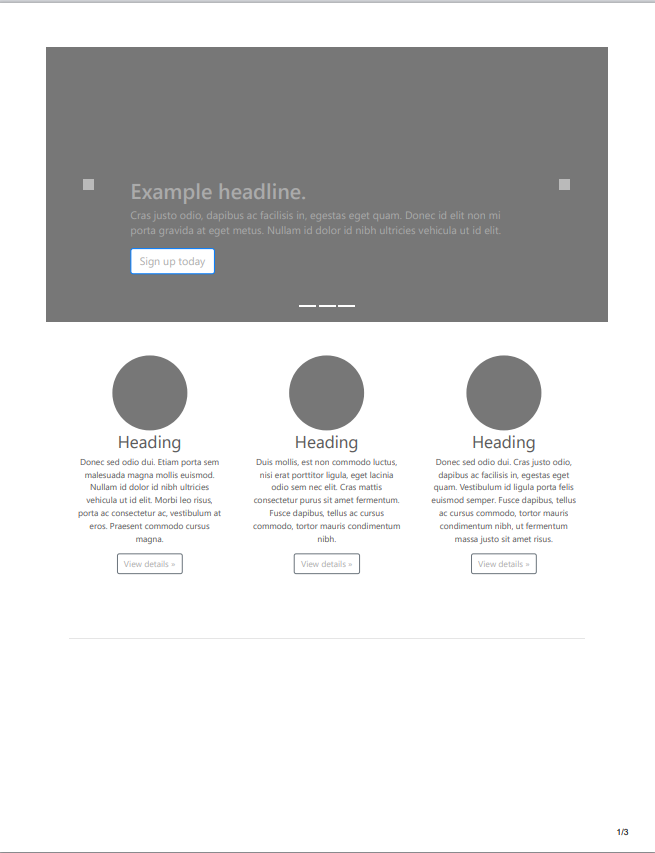 Example headline.
Cras justo odio, dapibus ac facilisis in, egestas eget quam. Donec id elit non mi
porta gravida at eget metus. Nullam id dolor id nibh ultricies vehicula ut id elit.
Sign up today
Heading
Donec sed odio dui. Etiam porta sem
malesuada magna mollis euismod.
Nullam id dolor id nibh ultricies
vehicula ut id elit. Morbi leo risus,
porta ac consectetur ac, vestibulum at
eros. Praesent commodo cursus
magna.
View details »
Heading
Duis mollis, est non commodo luctus,
nisi erat porttitor ligula, eget lacinia
odio sem nec elit. Cras mattis
consectetur purus sit amet fermentum.
Fusce dapibus, tellus ac cursus
commodo, tortor mauris condimentum
nibh.
View details »
Heading
Donec sed odio dui. Cras justo odio,
dapibus ac facilisis in, egestas eget
quam. Vestibulum id ligula porta felis
euismod semper. Fusce dapibus, tellus
ac cursus commodo, tortor mauris
condimentum nibh, ut fermentum
massa justo sit amet risus.
View details »
1/3